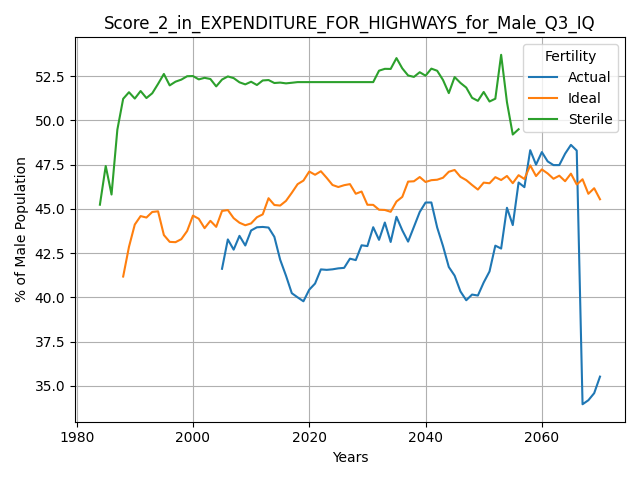 Score_2_in_EXPENDITURE_FOR_HIGHWAYS_for_Male_Q3_IQ
Fertility
Actual
Ideal
Sterile
% of Male Population
52.5
50.0
47.5
45.0
42.5
40.0
37.5
35.0
1980
2000
2020
2040
2060
Years